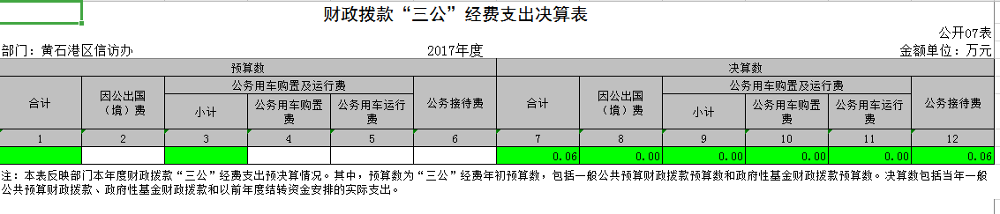 财政拨款“三公”经费支出决算表
公开07表
部门：黄石港区信访办 2017年度 金额单位：万元
预算数 决算数
合计 因公出国（境）费 公务用车购置及运行费 公务接待费 合计 因公出国（境）费 公务用车购置及运行费 公务接待费
小计 公务用车购置费 公务用车运行费 小计 公务用车购置费 公务用车运行费
1 2 3 4 5 6 7 8 9 10 11 12
0.06 0.00 0.00 0.00 0.00 0.06
注：本表反映部门本年度财政拨款“三公”经费支出预决算情况。其中，预算数为“三公”经费年初预算数，包括一般公共预算财政拨款预算数和政府性基金财政拨款预算数。决算数包括当年一般
公共预算财政拨款、政府性基金财政拨款和以前年度结转资金安排的实际支出。